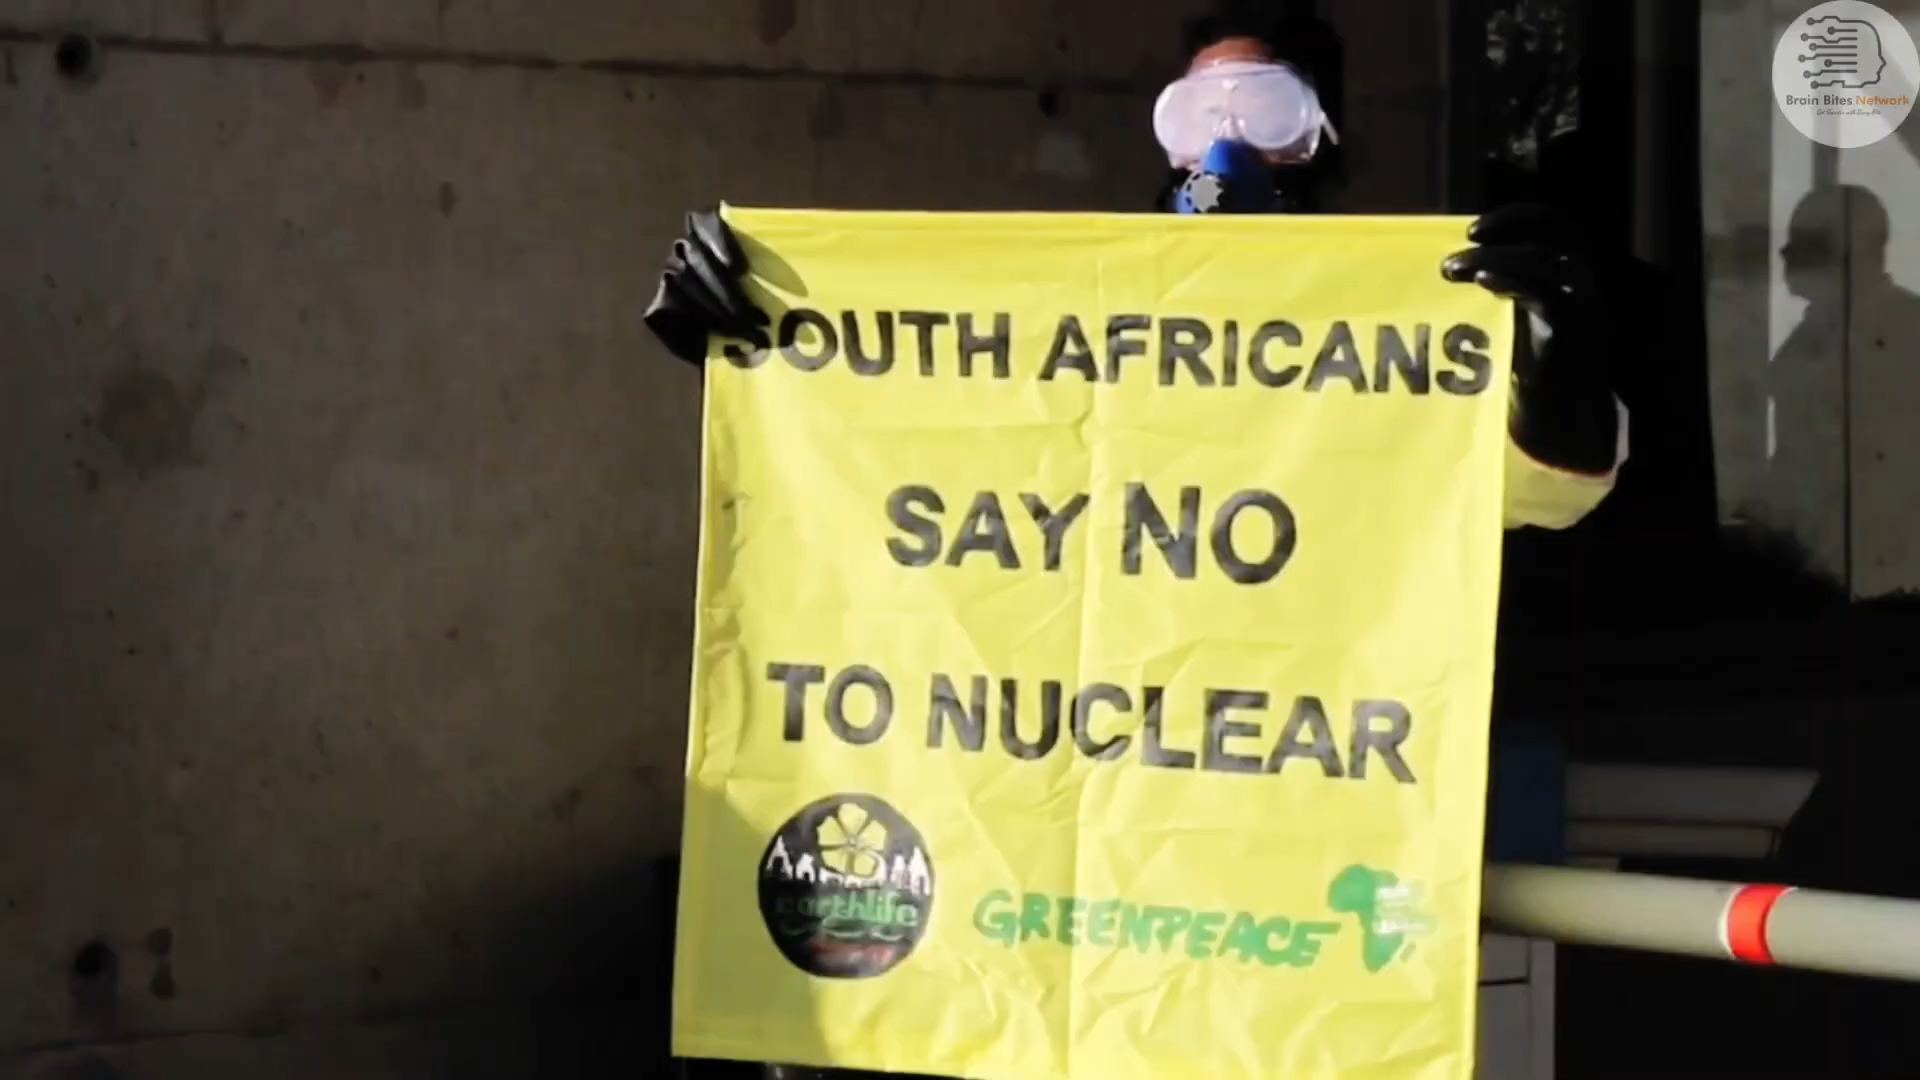 Brain Bites Network
SOUTH AFRICANS
SAY NO
TO NUCLEAR
earthlife
GREENPEACE